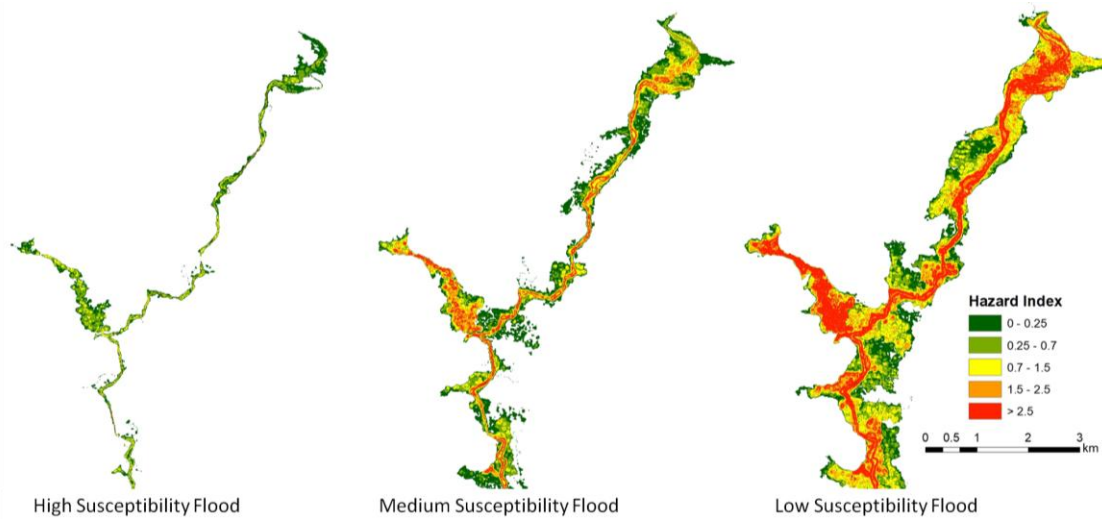 Hazard Index
0 - 0.25
0.25 - 0.7
0.7 - 1.5
1.5 - 2.5
> 2.5
0 0.5 1 2 3
km
High Susceptibility Flood
Medium Susceptibility Flood
Low Susceptibility Flood